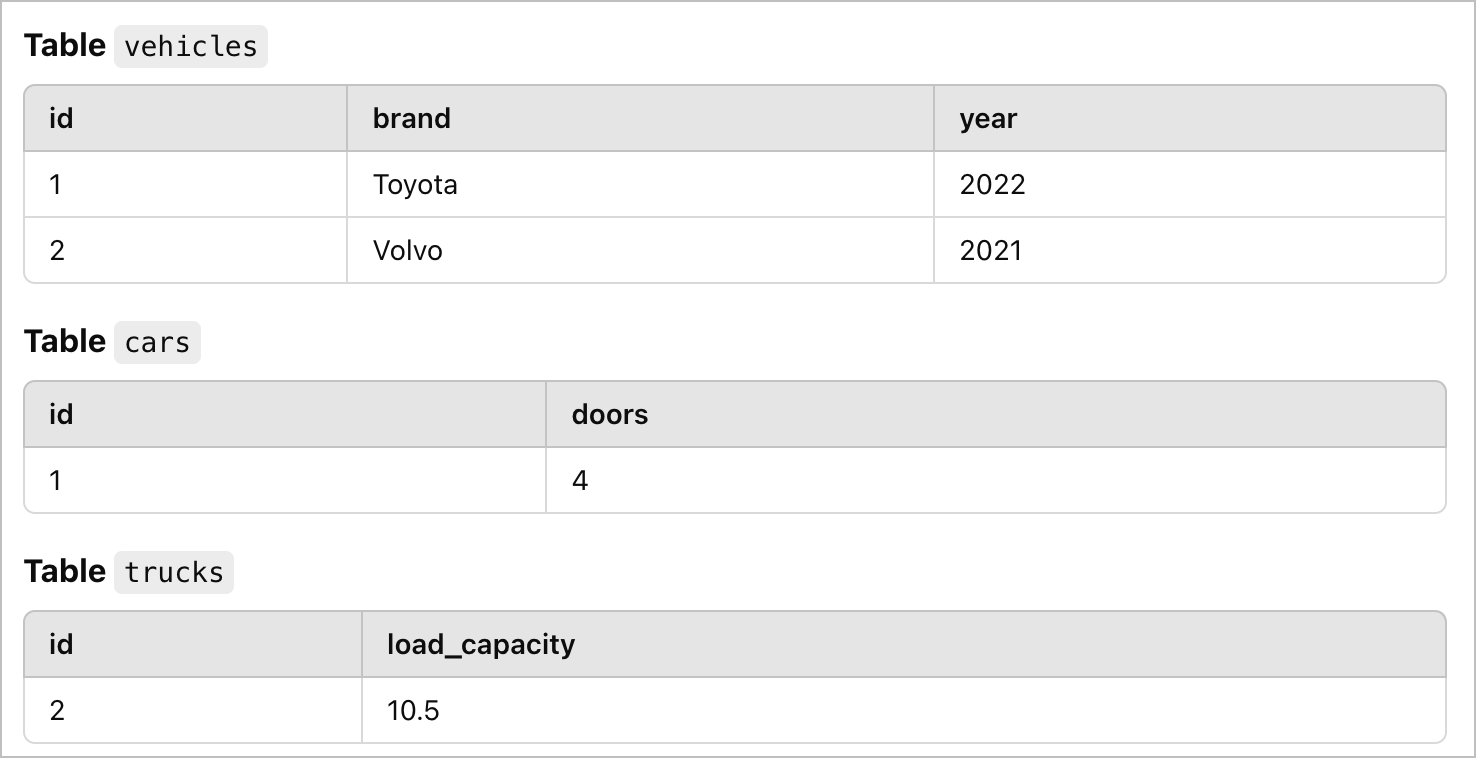 Table vehicles
id brand year
1 Toyota 2022
2 Volvo 2021
Table cars
id doors
1 4
Table trucks
id load_capacity
2 10.5